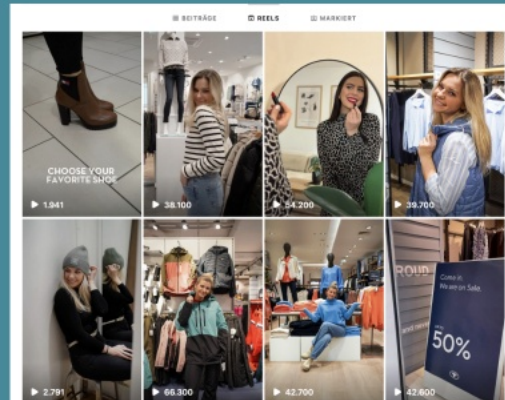 BEITRÄGE REELS MARKIERT
CHOOSE YOUR
FAVORITE SHOE
1.941
38.100
54.200
39.700
2.791
66.300
42.700
42.600
ROUD
Come in.
We are on Sale.
50%